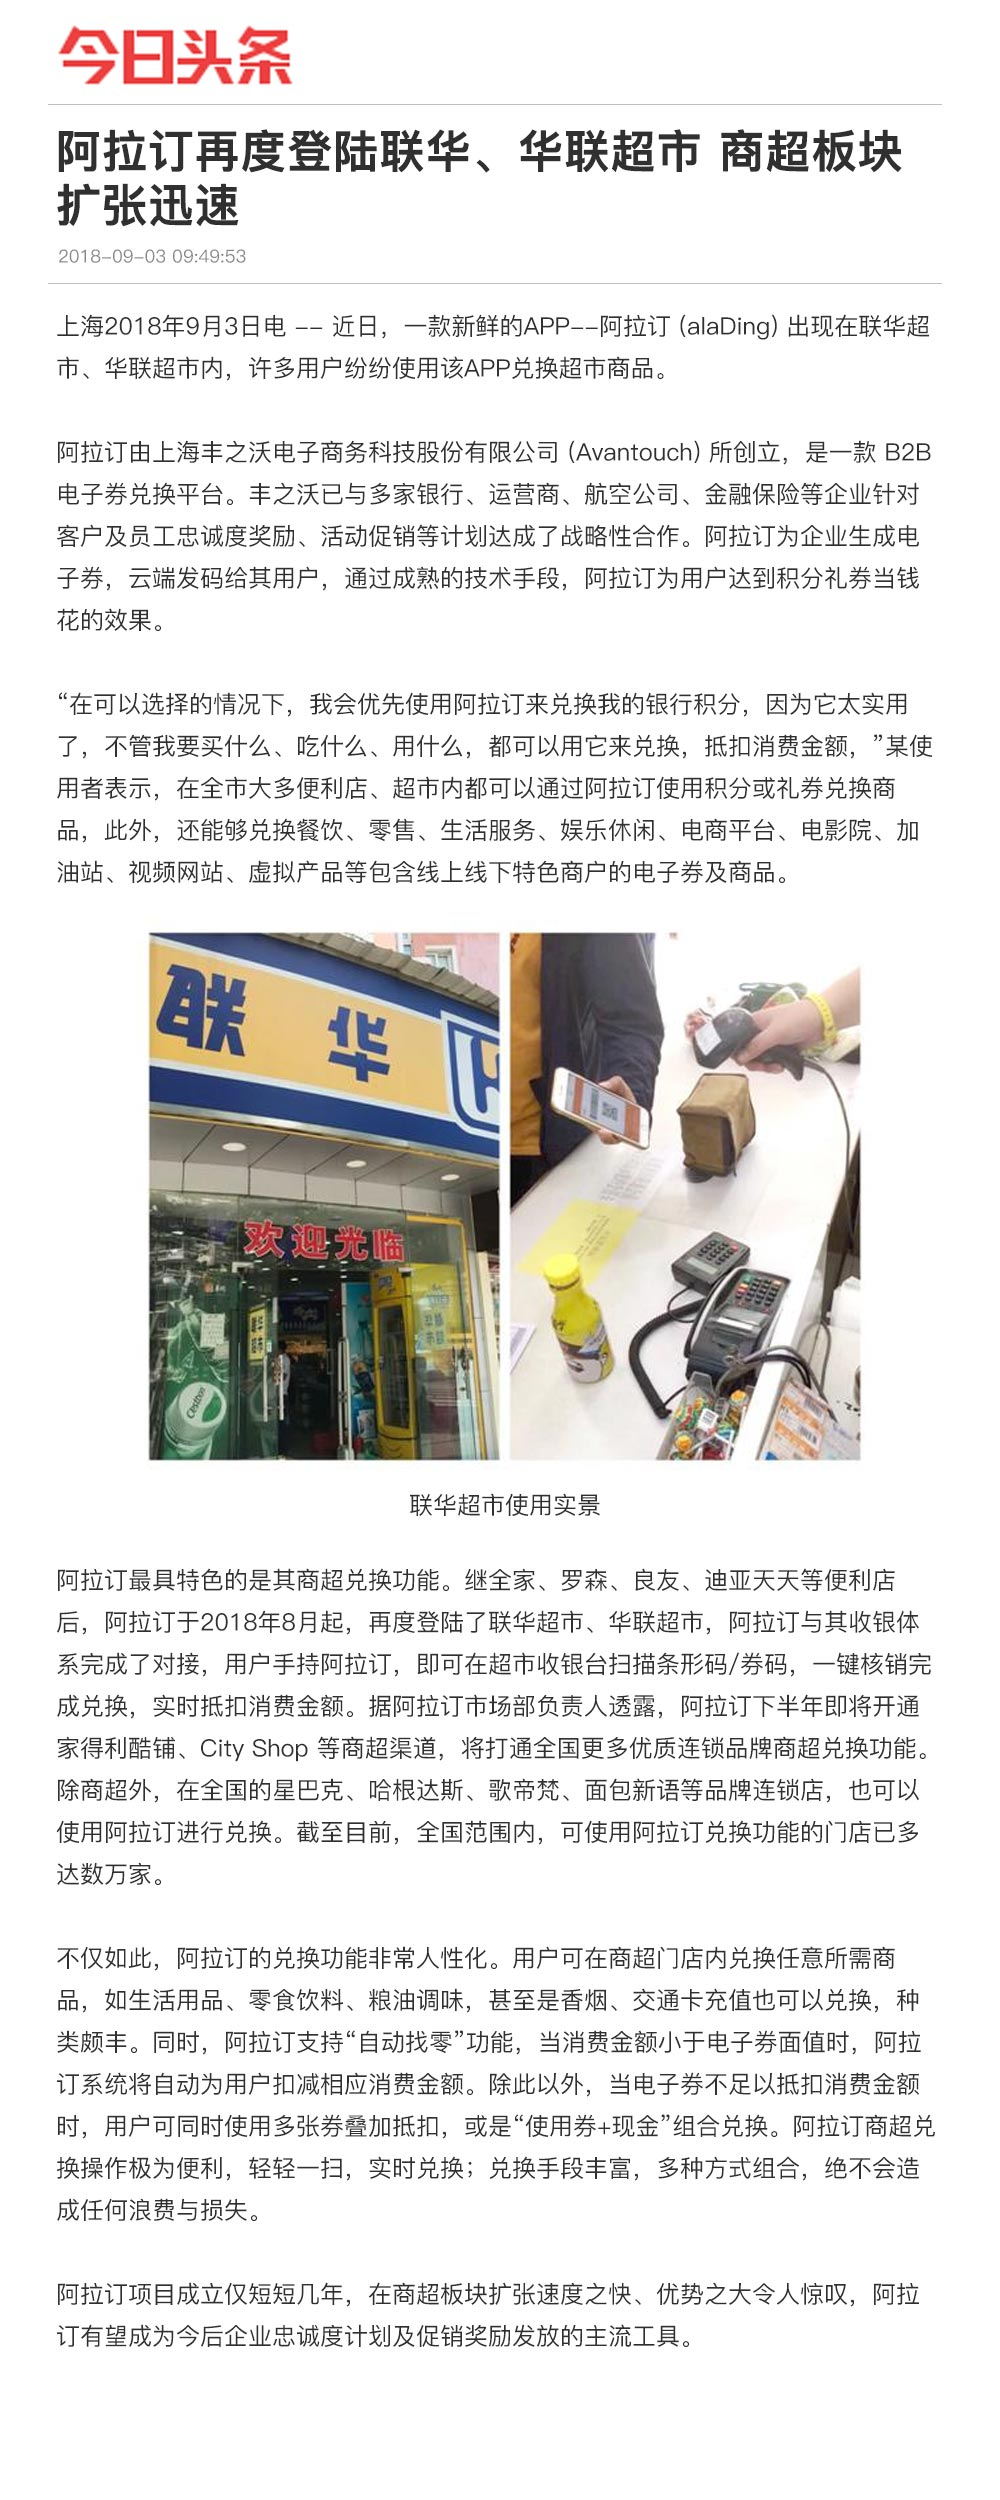 今日头条
阿拉订再度登陆联华、华联超市 商超板块
扩张迅速
2018-09-03 09:49:53
上海2018年9月3日电 -- 近日，一款新鲜的APP--阿拉订 (alaDing) 出现在联华超
市、华联超市内，许多用户纷纷使用该APP兑换超市商品。
阿拉订由上海丰之沃电子商务科技股份有限公司 (Avantouch) 所创立，是一款 B2B
电子券兑换平台。丰之沃已与多家银行、运营商、航空公司、金融保险等企业针对
客户及员工忠诚度奖励、活动促销等计划达成了战略性合作。阿拉订为企业生成电
子券，云端发码给其用户，通过成熟的技术手段，阿拉订为用户达到积分礼券当钱
花的效果。
“在可以选择的情况下，我会优先使用阿拉订来兑换我的银行积分，因为它太实用
了，不管我要买什么、吃什么、用什么，都可以用它来兑换，抵扣消费金额，”某使
用者表示，在全市大多便利店、超市内都可以通过阿拉订使用积分或礼券兑换商
品，此外，还能够兑换餐饮、零售、生活服务、娱乐休闲、电商平台、电影院、加
油站、视频网站、虚拟产品等包含线上线下特色商户的电子券及商品。
联华
欢迎光临
Cestbon
联华超市使用实景
阿拉订最具特色的是其商超兑换功能。继全家、罗森、良友、迪亚天天等便利店
后，阿拉订于2018年8月起，再度登陆了联华超市、华联超市，阿拉订与其收银体
系完成了对接，用户手持阿拉订，即可在超市收银台扫描条形码/券码，一键核销完
成兑换，实时抵扣消费金额。据阿拉订市场部负责人透露，阿拉订下半年即将开通
家得利酷铺、City Shop 等商超渠道，将打通全国更多优质连锁品牌商超兑换功能。
除商超外，在全国的星巴克、哈根达斯、歌帝梵、面包新语等品牌连锁店，也可以
使用阿拉订进行兑换。截至目前，全国范围内，可使用阿拉订兑换功能的门店已多
达数万家。
不仅如此，阿拉订的兑换功能非常人性化。用户可在商超门店内兑换任意所需商
品，如生活用品、零食饮料、粮油调味，甚至是香烟、交通卡充值也可以兑换，种
类颇丰。同时，阿拉订支持“自动找零”功能，当消费金额小于电子券面值时，阿拉
订系统将自动为用户扣减相应消费金额。除此以外，当电子券不足以抵扣消费金额
时，用户可同时使用多张券叠加抵扣，或是“使用券+现金”组合兑换。阿拉订商超兑
换操作极为便利，轻轻一扫，实时兑换；兑换手段丰富，多种方式组合，绝不会造
成任何浪费与损失。
阿拉订项目成立仅短短几年，在商超板块扩张速度之快、优势之大令人惊叹，阿拉
订有望成为今后企业忠诚度计划及促销奖励发放的主流工具。